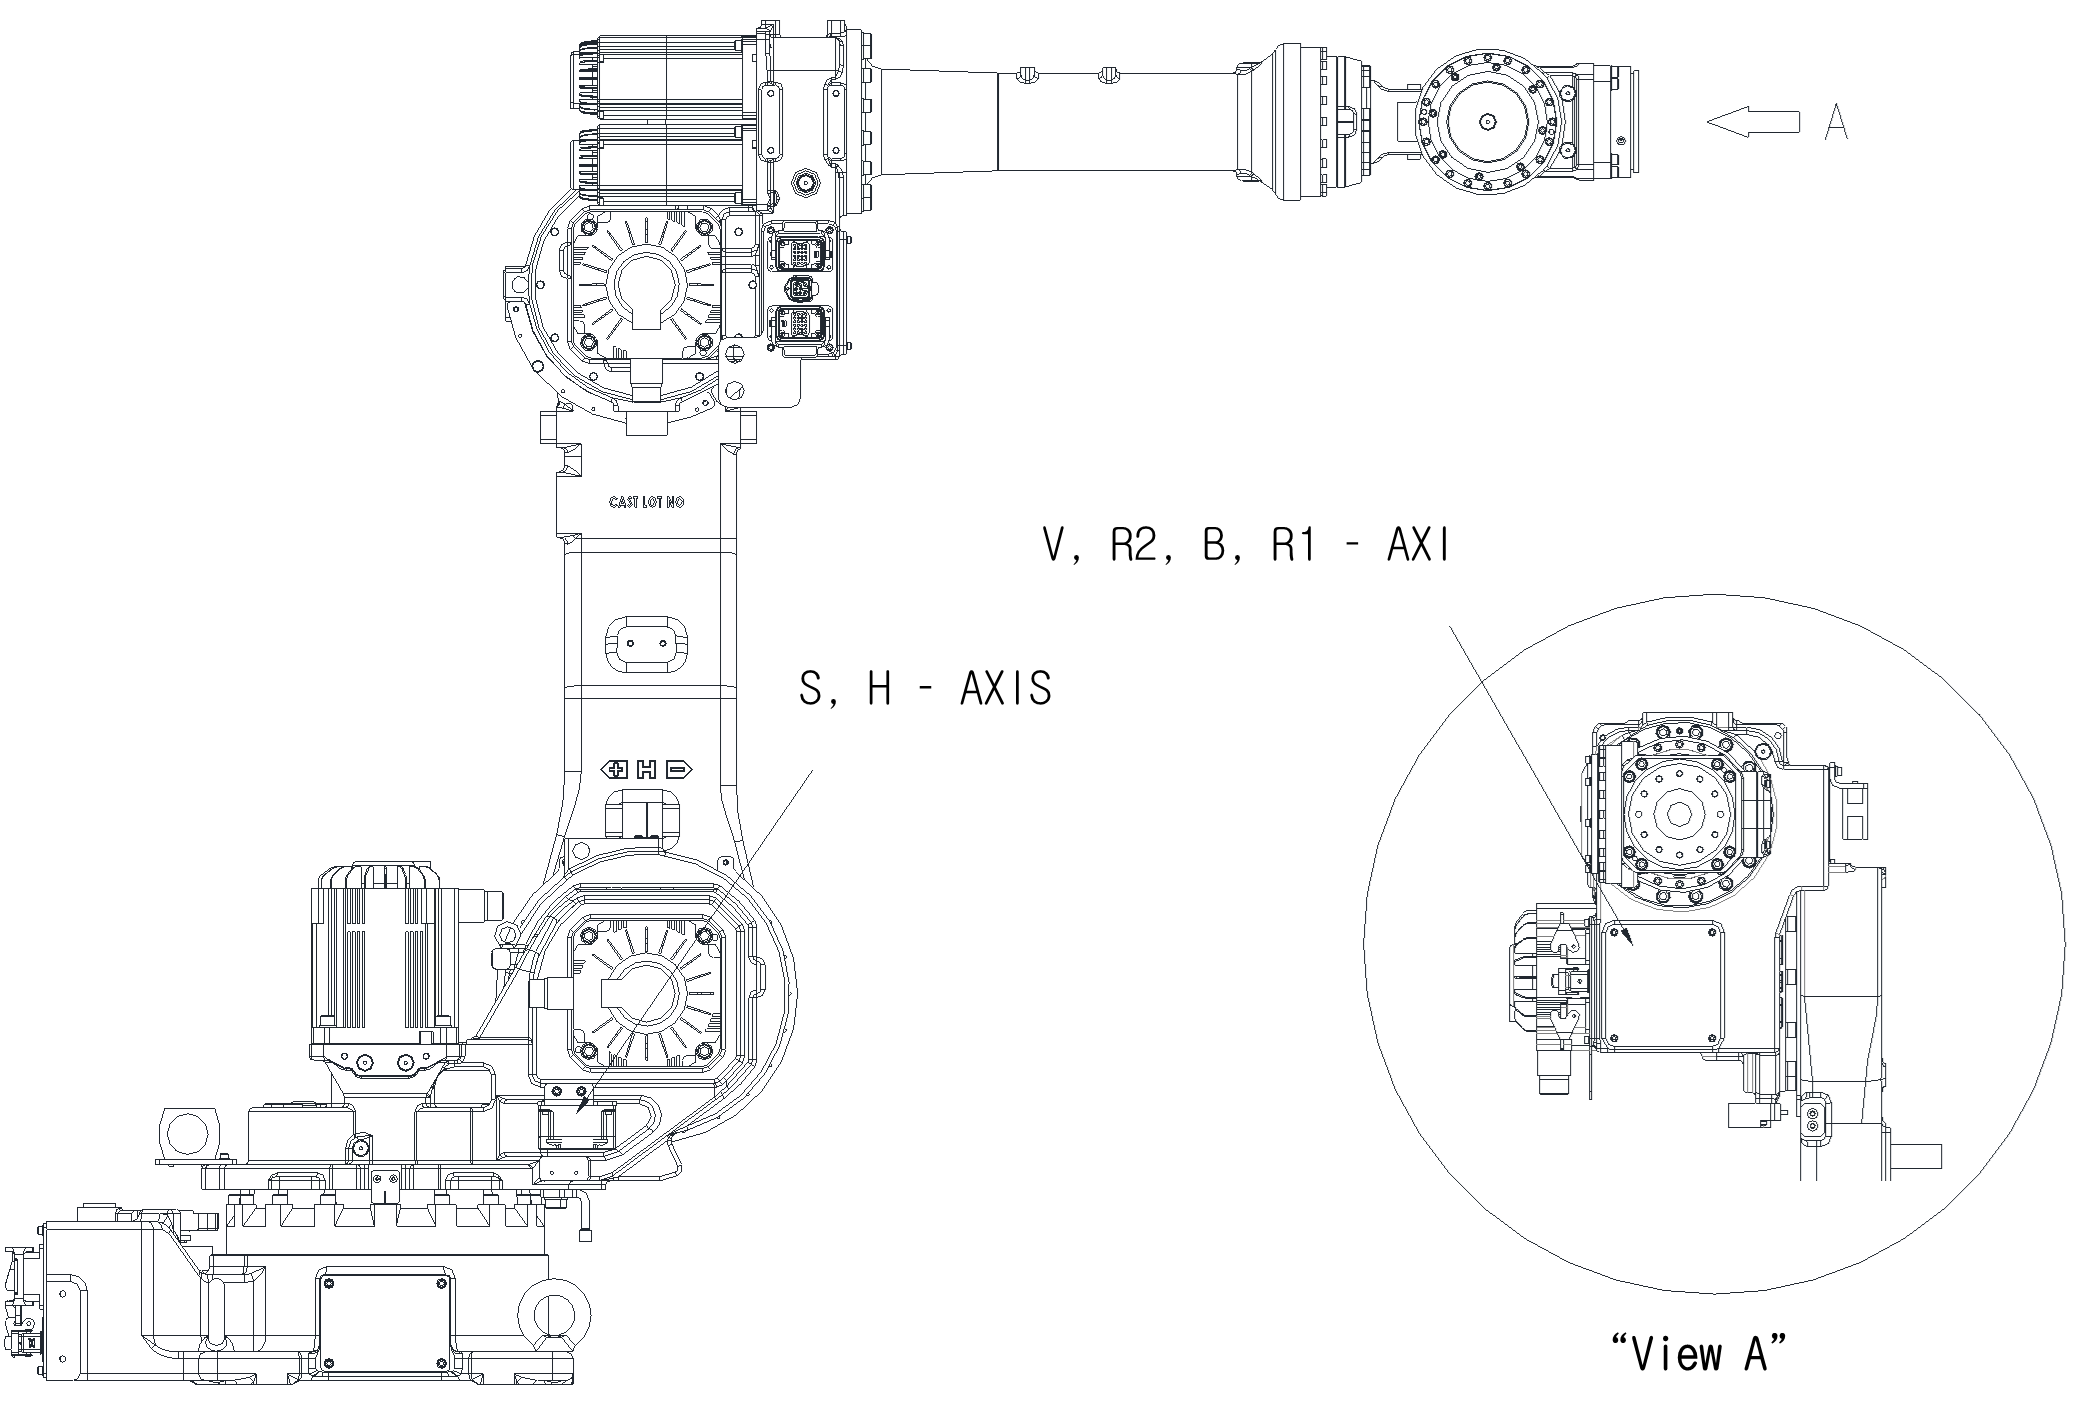 A
CAST LOT NO
V, R2, B, R1 - AXI
S, H - AXIS
+ H -
“View A”